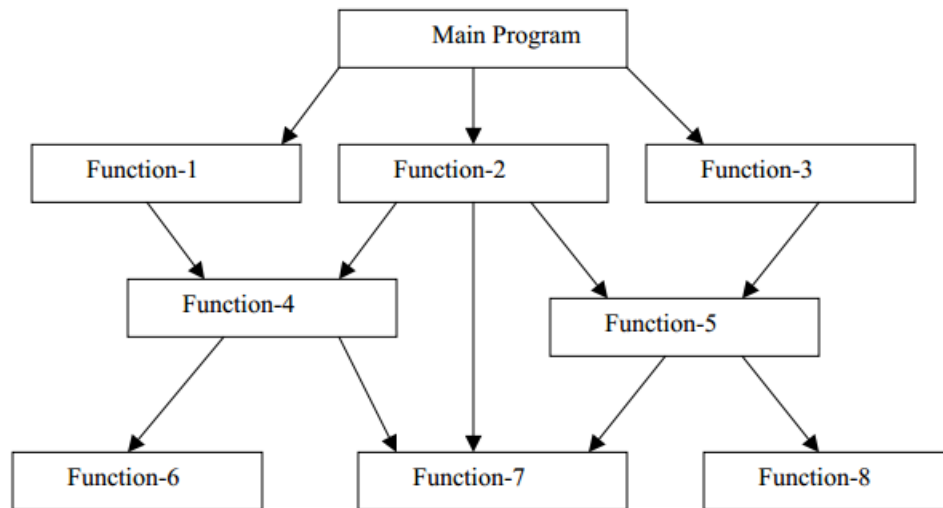 Main Program
Function-1
Function-2
Function-3
Function-4
Function-5
Function-6
Function-7
Function-8